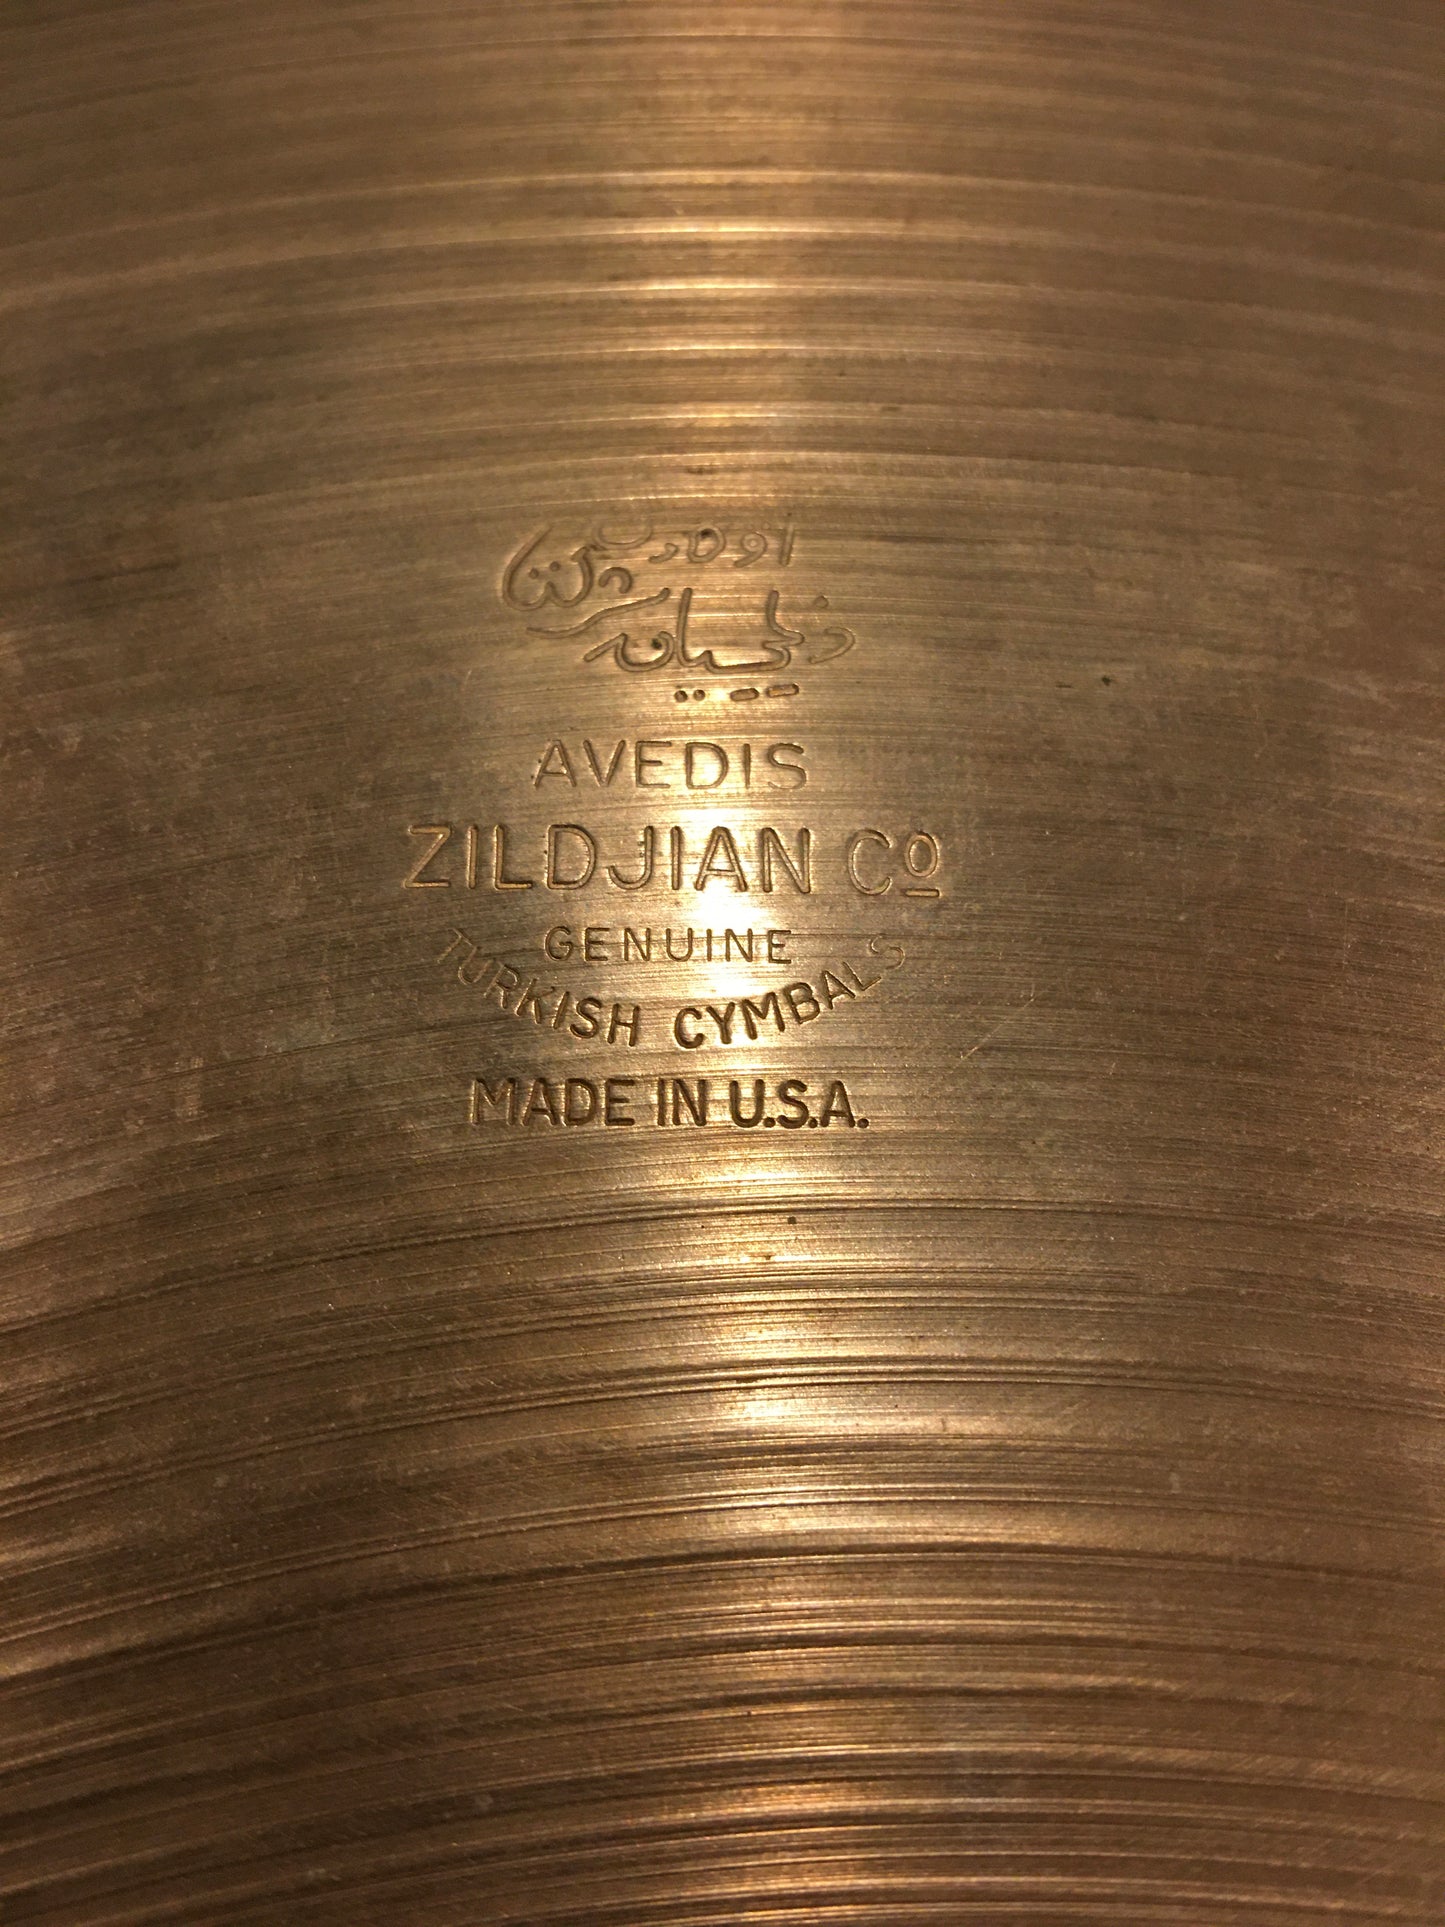 AVEDIS
ZILDJIAN Co
GENUINE
TURKISH CYMBALS
MADE IN U.S.A.